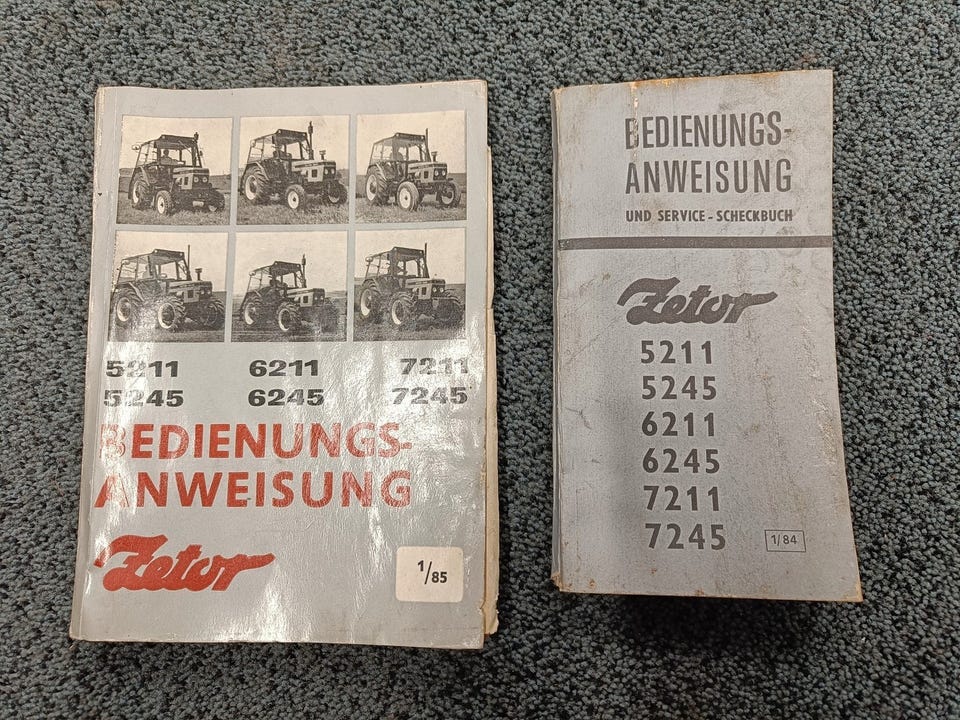 5211 6211 7211
5245 6245 7245
BEDIENUNGS-
ANWEISUNG
Zetor
1/85
BEDIENUNGS-
ANWEISUNG
UND SERVICE - SCHECKBUCH
Zetor
5211
5245
6211
6245
7211
7245
1/84